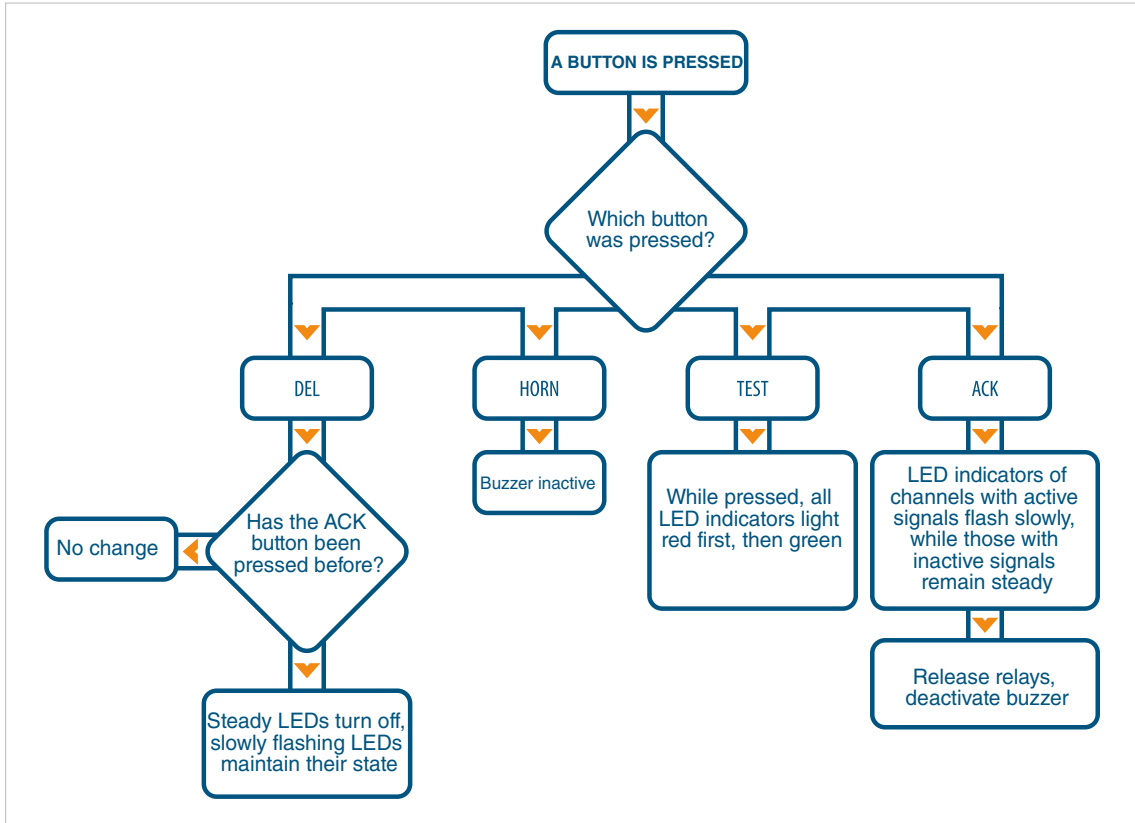 A BUTTON IS PRESSED
Which button
was pressed?
DEL
HORN
TEST
ACK
Has the ACK
button been
pressed before?
No change
Steady LEDs turn off,
slowly flashing LEDs
maintain their state
Buzzer inactive
While pressed, all
LED indicators light
red first, then green
LED indicators of
channels with active
signals flash slowly,
while those with
inactive signals
remain steady
Release relays,
deactivate buzzer